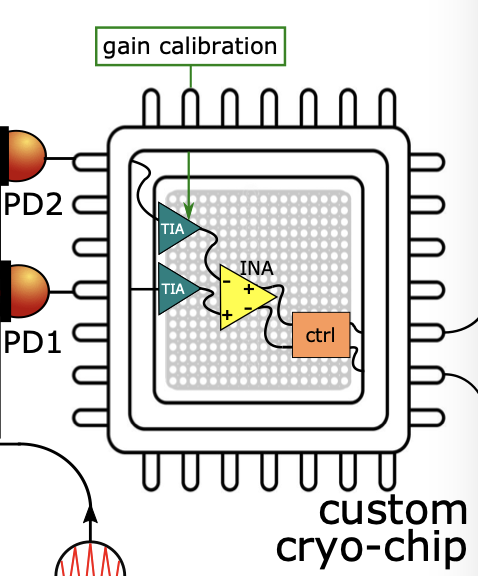 gain calibration
PD2
TIA
INA
TIA
- +
+ -
PD1
ctrl
custom
cryo-chip